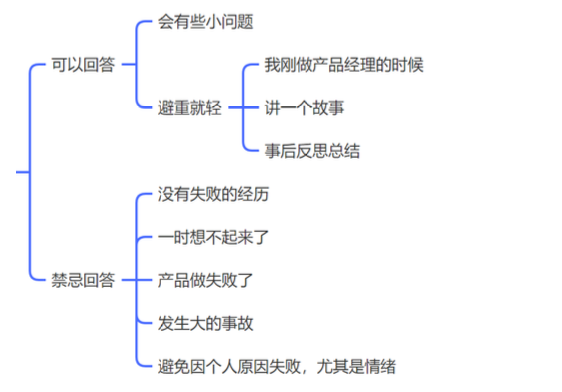 会有些小问题
可以回答
我刚做产品经理的时候
避重就轻
讲一个故事
事后反思总结
没有失败的经历
一时想不起来了
禁忌回答
产品做失败了
发生大的事故
避免因个人原因失败，尤其是情绪